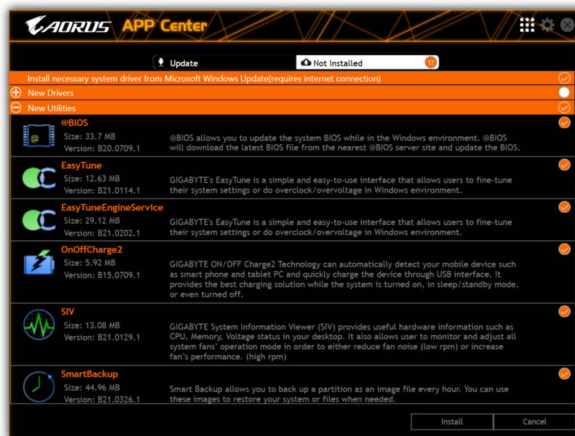 AORUS APP Center
Update
Not Installed 17
Install necessary system driver from Microsoft Windows Update(requires internet connection)
New Drivers
New Utilities
@BIOS
Size: 33.7 MB
Version: B20.0709.1
@BIOS allows you to update the system BIOS while in the Windows environment. @BIOS
will download the latest BIOS file from the nearest @BIOS server site and update the BIOS.
EasyTune
Size: 12.63 MB
Version: B21.0114.1
GIGABYTE's EasyTune is a simple and easy-to-use interface that allows users to fine-tune
their system settings or do overclock/overvoltage in Windows environment.
EasyTuneEngineService
Size: 29.12 MB
Version: B21.0202.1
GIGABYTE's EasyTune is a simple and easy-to-use interface that allows users to fine-tune
their system settings or do overclock/overvoltage in Windows environment.
OnOffCharge2
Size: 5.92 MB
Version: B15.0709.1
GIGABYTE ON/OFF Charge2 Technology can automatically detect your mobile device such
as smart phone and tablet PC and quickly charge the device through USB interface. It
provides the best charging solution while the system is turned on, in sleep/standby mode,
or even turned off.
SIV
Size: 13.08 MB
Version: B21.0129.1
GIGABYTE System Information Viewer (SIV) provides useful hardware information such as
CPU, Memory, Voltage status in your desktop. It also allows user to monitor and adjust all
system fans' operation mode in order to either reduce fan noise (low rpm) or increase
fan's performance. (high rpm)
SmartBackup
Size: 44.96 MB
Version: B21.0326.1
Smart Backup allows you to back up a partition as an image file every hour. You can use
these images to restore your system or files when needed.
Install
Cancel